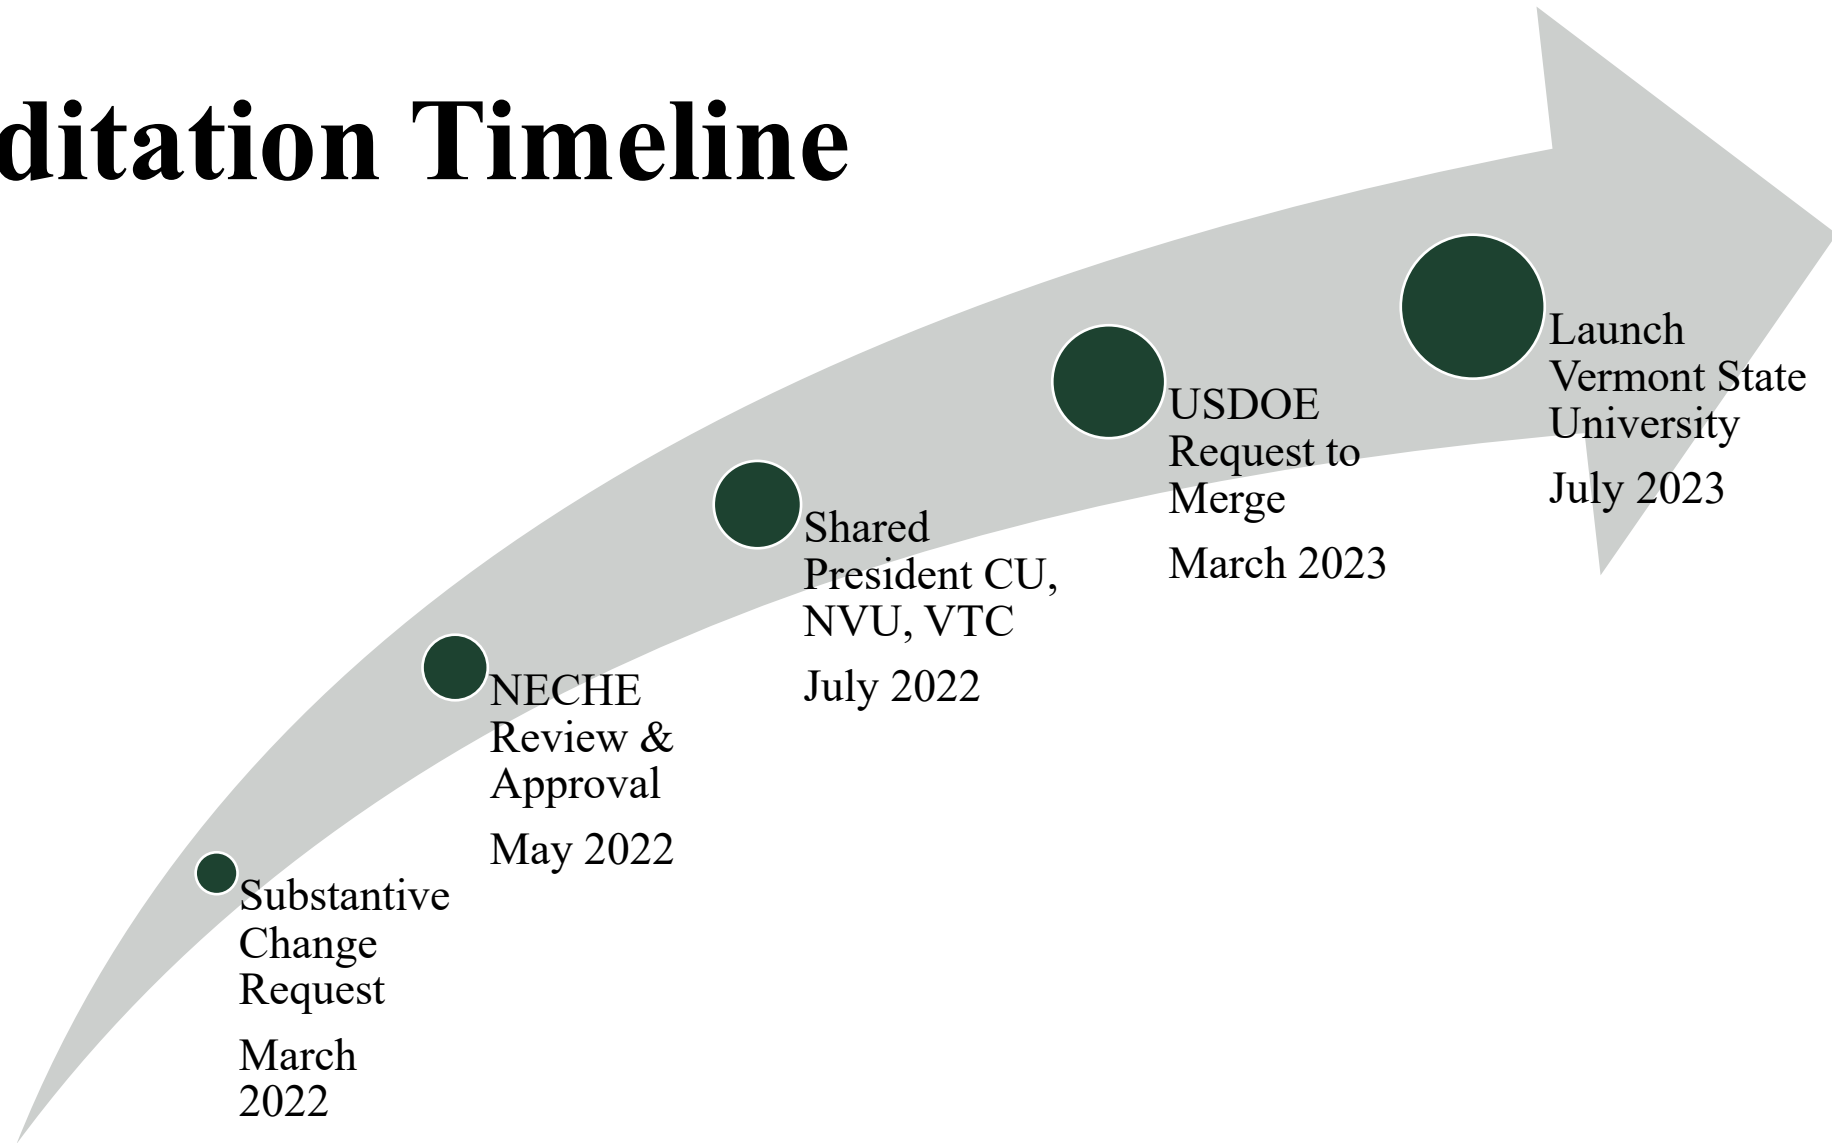 ditation Timeline
Substantive
Change
Request
March
2022
NECHE
Review &
Approval
May 2022
Shared
President CU,
NVU, VTC
July 2022
USDOE
Request to
Merge
March 2023
Launch
Vermont State
University
July 2023